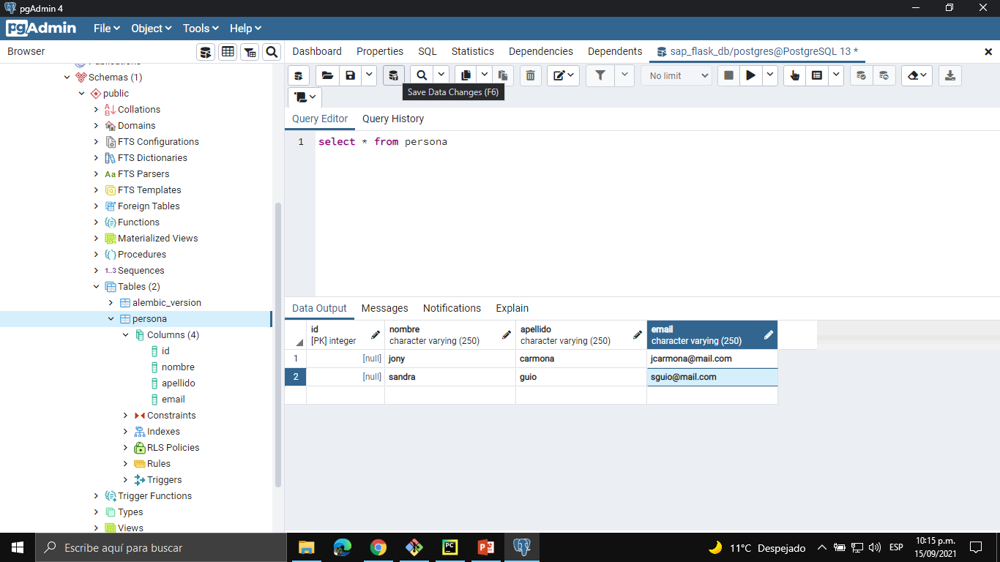 pgAdmin 4
pgAdmin
File Object Tools Help
Browser
Dashboard Properties SQL Statistics Dependencies Dependents sap_flask_db/postgres@PostgreSQL 13 *
No limit
Save Data Changes (F6)
Query Editor Query History
1 select * from persona
Publications
Schemas (1)
public
Collations
Domains
FTS Configurations
FTS Dictionaries
Aa FTS Parsers
FTS Templates
Foreign Tables
Functions
Materialized Views
Procedures
1..3 Sequences
Tables (2)
alembic_version
persona
Columns (4)
id
nombre
apellido
email
Constraints
Indexes
RLS Policies
Rules
Triggers
Trigger Functions
Types
Views
Data Output Messages Notifications Explain
id nombre apellido email
[PK] integer character varying (250) character varying (250) character varying (250)
1 [null] jony carmona jcarmona@mail.com
2 [null] sandra guio sguio@mail.com
Escribe aquí para buscar
11°C Despejado
ESP
10:15 p.m.
15/09/2021